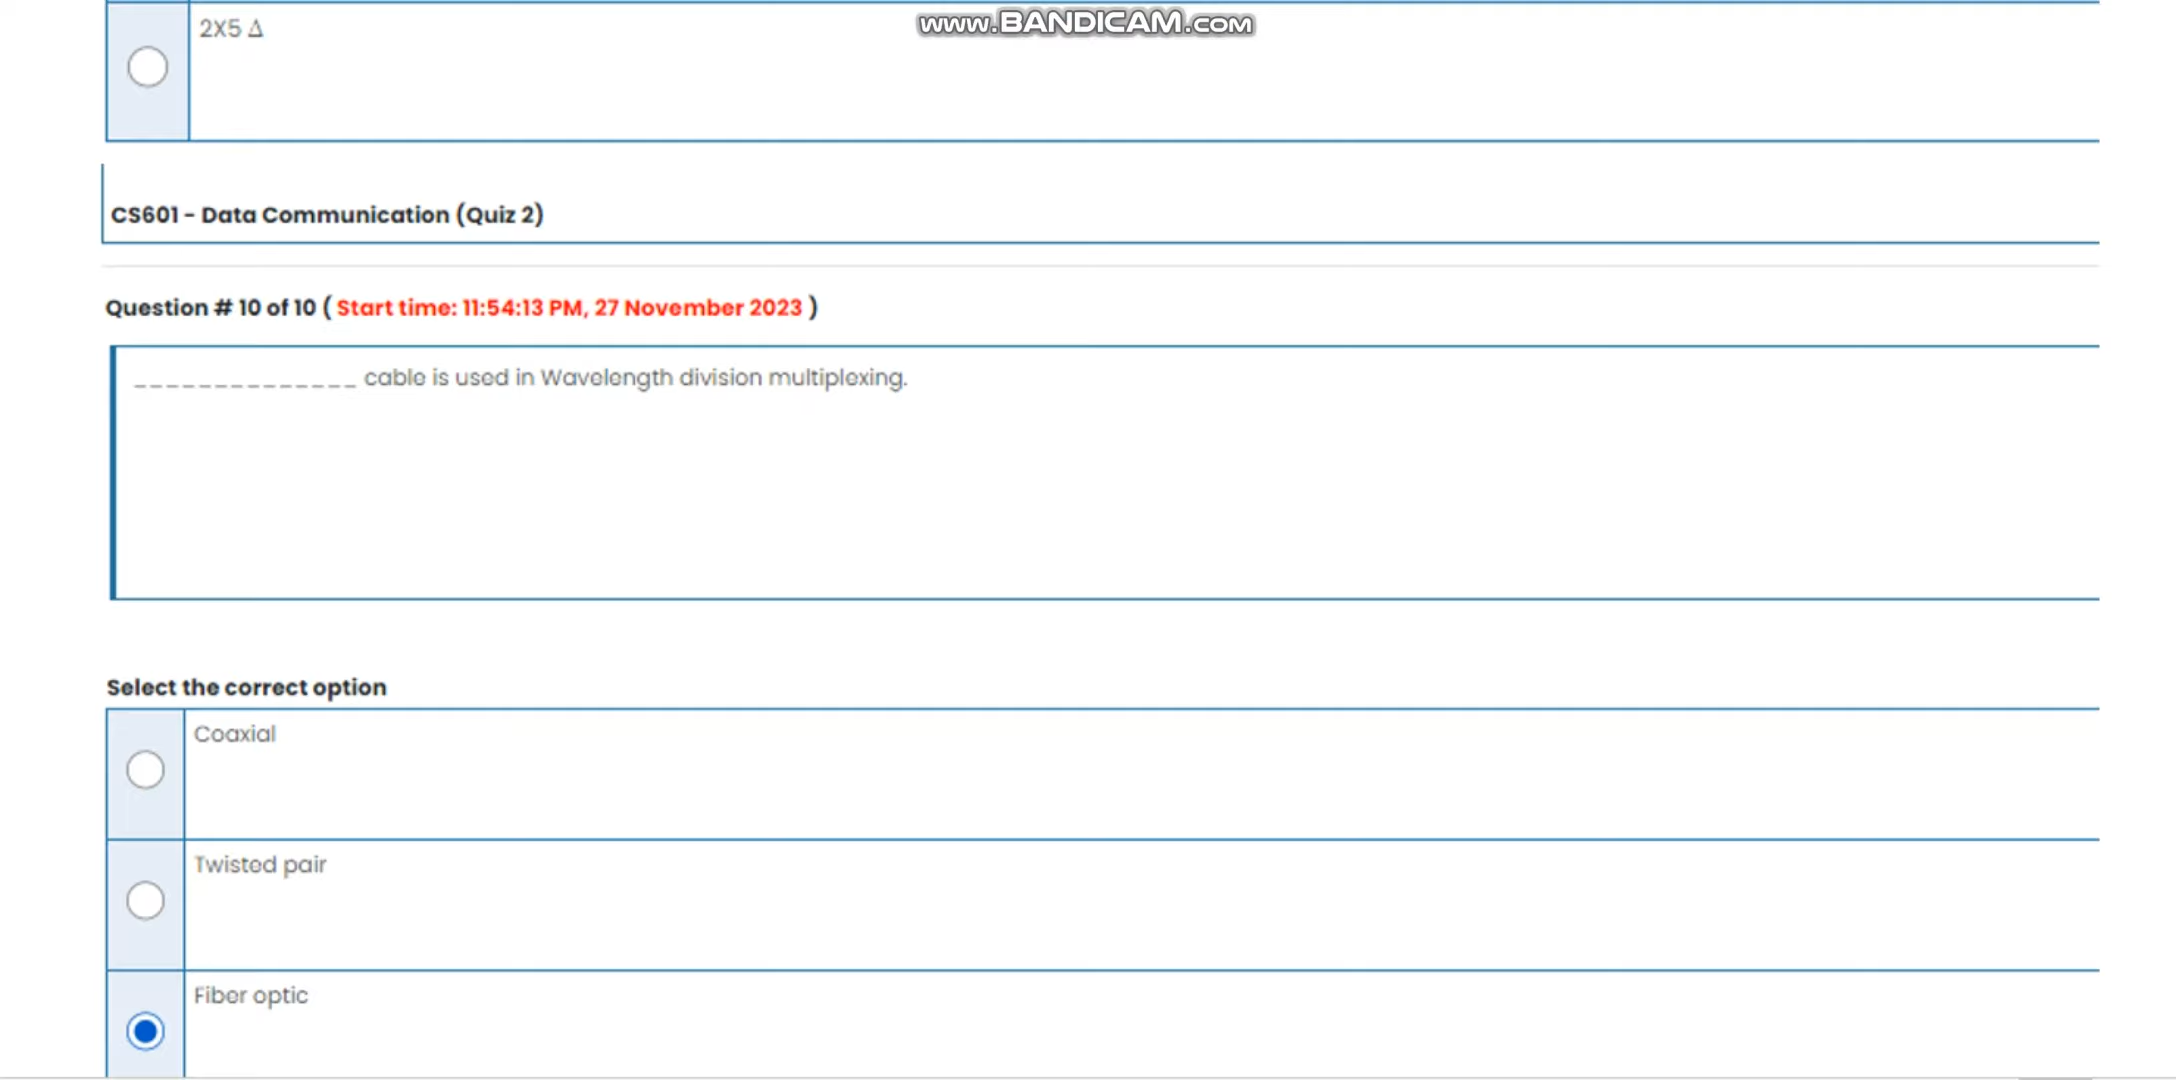 www.BANDICAM.com
2X5 Δ
CS601 - Data Communication (Quiz 2)
Question # 10 of 10 ( Start time: 11:54:13 PM, 27 November 2023 )
______________ cable is used in Wavelength division multiplexing.
Select the correct option
Coaxial
Twisted pair
Fiber optic